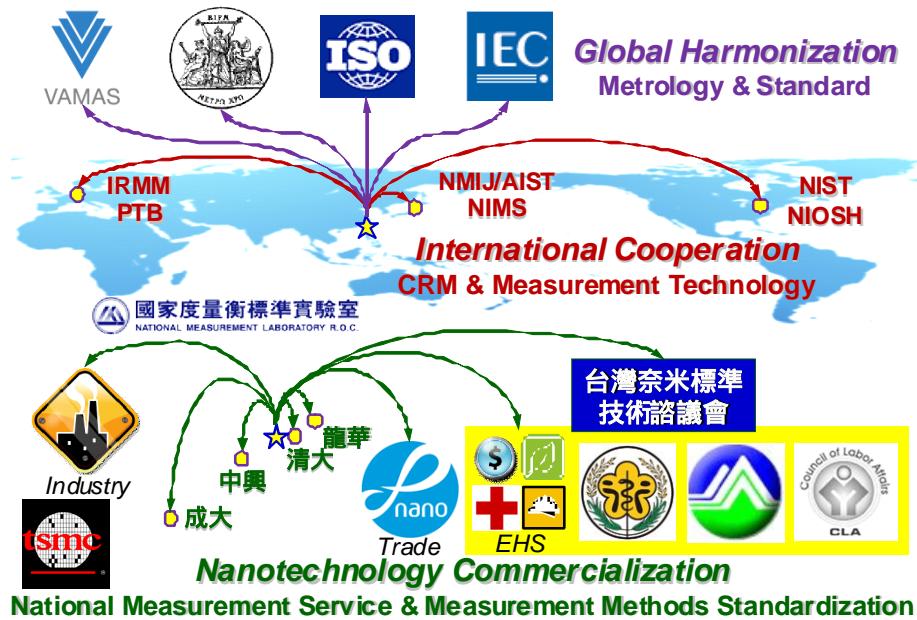 VAMAS
BIPM
ΜΕΤΡΩ ΧΡΩ
ISO
IEC
Global Harmonization
Metrology & Standard
IRMM
PTB
NMIJ/AIST
NIMS
NIST
NIOSH
International Cooperation
CRM & Measurement Technology
國家度量衡標準實驗室
NATIONAL MEASUREMENT LABORATORY R.O.C.
台灣奈米標準
技術諮議會
龍華
清大
中興
成大
Industry
tsmc
nano
Trade
$
EHS
Council of Labor Affairs
CLA
Nanotechnology Commercialization
National Measurement Service & Measurement Methods Standardization